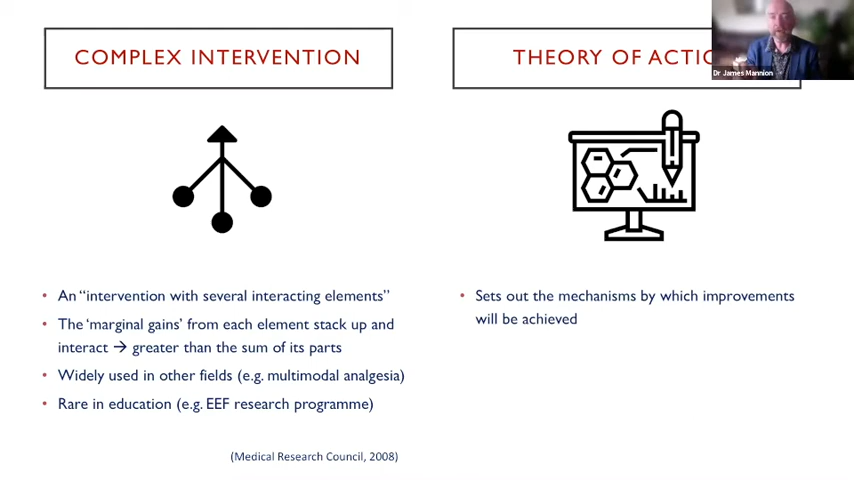 COMPLEX INTERVENTION
• An “intervention with several interacting elements”
• The ‘marginal gains’ from each element stack up and
interact → greater than the sum of its parts
• Widely used in other fields (e.g. multimodal analgesia)
• Rare in education (e.g. EEF research programme)
(Medical Research Council, 2008)
THEORY OF ACTIO
• Sets out the mechanisms by which improvements
will be achieved
Dr James Mannion